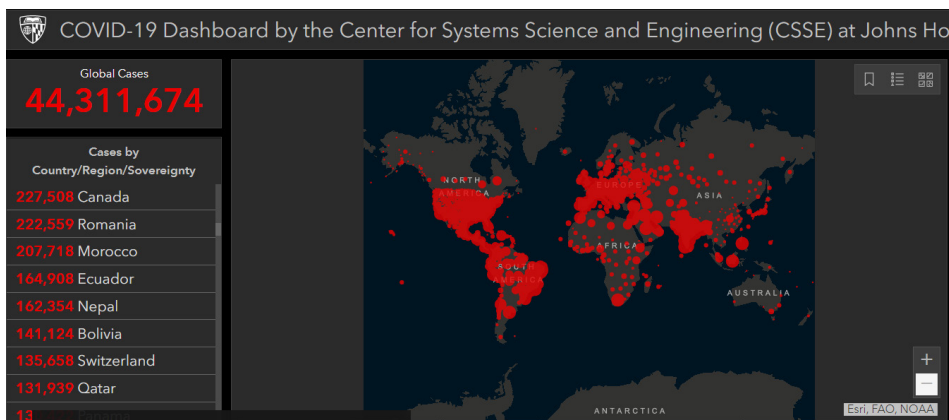 COVID-19 Dashboard by the Center for Systems Science and Engineering (CSSE) at Johns Ho
Global Cases
44,311,674
Cases by
Country/Region/Sovereignty
227,508 Canada
222,559 Romania
207,718 Morocco
164,908 Ecuador
162,354 Nepal
141,124 Bolivia
135,658 Switzerland
131,939 Qatar
NORTH
AMERICA
EUROPE
ASIA
AFRICA
SOUTH
AMERICA
AUSTRALIA
ANTARCTICA
+
−
Esri, FAO, NOAA